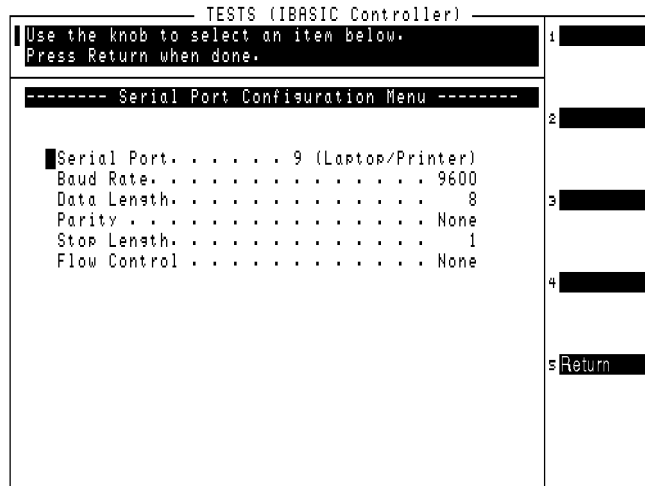 TESTS (IBASIC Controller)
Use the knob to select an item below.
Press Return when done.
-------- Serial Port Configuration Menu --------
Serial Port. . . . . . 9 (Laptop/Printer)
Baud Rate. . . . . . . . . . . . . . 9600
Data Length. . . . . . . . . . . . . 8
Parity . . . . . . . . . . . . . . None
Stop Length. . . . . . . . . . . . . 1
Flow Control . . . . . . . . . . . None
1
2
3
4
5 Return